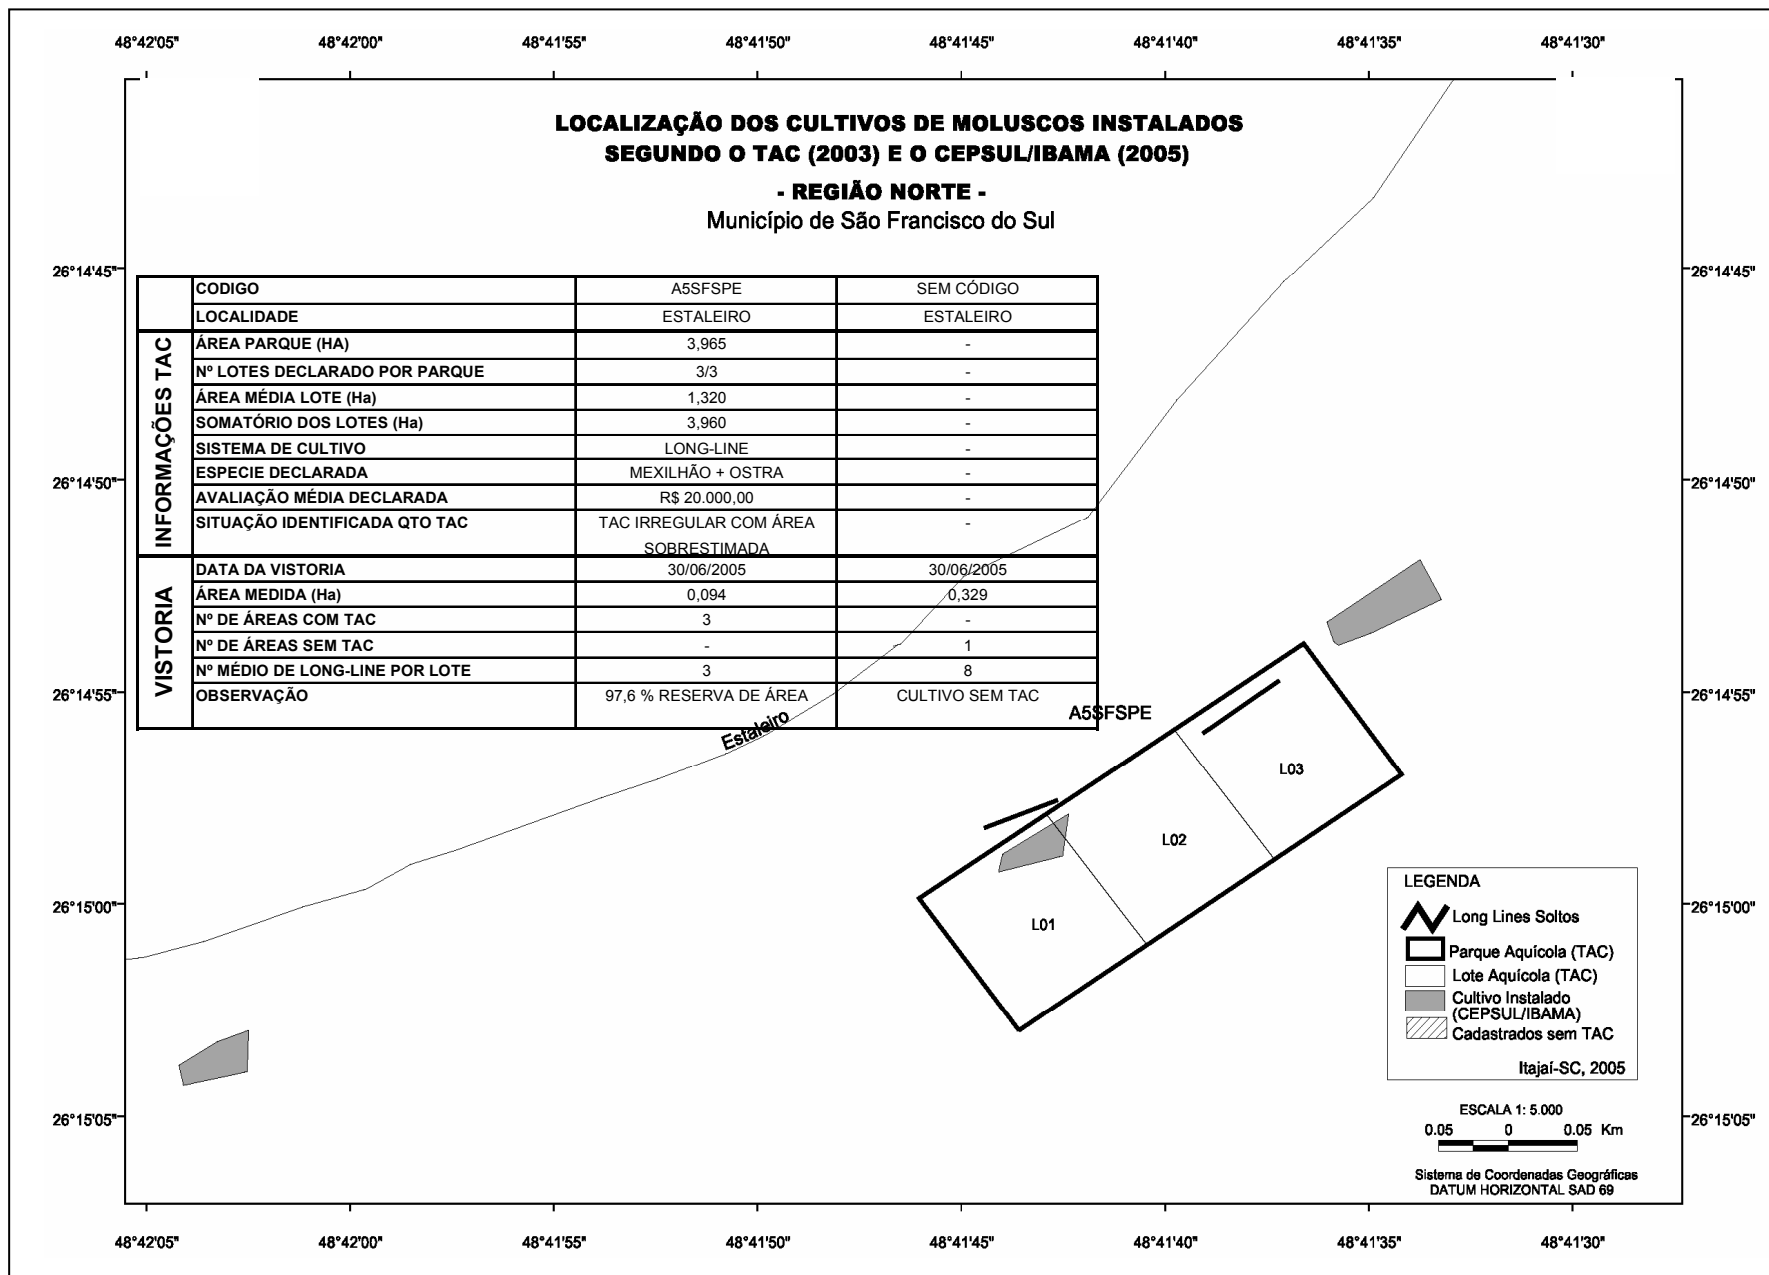 48°42'05" 48°42'00" 48°41'55" 48°41'50" 48°41'45" 48°41'40" 48°41'35" 48°41'30"
LOCALIZAÇÃO DOS CULTIVOS DE MOLUSCOS INSTALADOS
SEGUNDO O TAC (2003) E O CEPSUL/IBAMA (2005)
- REGIÃO NORTE -
Município de São Francisco do Sul
26°14'45" 26°14'45"
CODIGO A5SFSPE SEM CÓDIGO
LOCALIDADE ESTALEIRO ESTALEIRO
INFORMAÇÕES TAC
ÁREA PARQUE (HA) 3,965 -
Nº LOTES DECLARADO POR PARQUE 3/3 -
ÁREA MÉDIA LOTE (Ha) 1,320 -
SOMATÓRIO DOS LOTES (Ha) 3,960 -
SISTEMA DE CULTIVO LONG-LINE -
ESPECIE DECLARADA MEXILHÃO + OSTRA -
26°14'50" 26°14'50"
AVALIAÇÃO MÉDIA DECLARADA R$ 20.000,00 -
SITUAÇÃO IDENTIFICADA QTO TAC TAC IRREGULAR COM ÁREA -
SOBRESTIMADA
VISTORIA
DATA DA VISTORIA 30/06/2005 30/06/2005
ÁREA MEDIDA (Ha) 0,094 0,329
Nº DE ÁREAS COM TAC 3 -
Nº DE ÁREAS SEM TAC - 1
Nº MÉDIO DE LONG-LINE POR LOTE 3 8
OBSERVAÇÃO 97,6 % RESERVA DE ÁREA CULTIVO SEM TAC
26°14'55" 26°14'55"
A5SFSPE
Estaleiro
L03
L02
L01
26°15'00" 26°15'00"
LEGENDA
Long Lines Soltos
Parque Aquícola (TAC)
Lote Aquícola (TAC)
Cultivo Instalado
(CEPSUL/IBAMA)
Cadastrados sem TAC
Itajaí-SC, 2005
26°15'05" 26°15'05"
ESCALA 1: 5.000
0.05 0 0.05 Km
Sistema de Coordenadas Geográficas
DATUM HORIZONTAL SAD 69
48°42'05" 48°42'00" 48°41'55" 48°41'50" 48°41'45" 48°41'40" 48°41'35" 48°41'30"